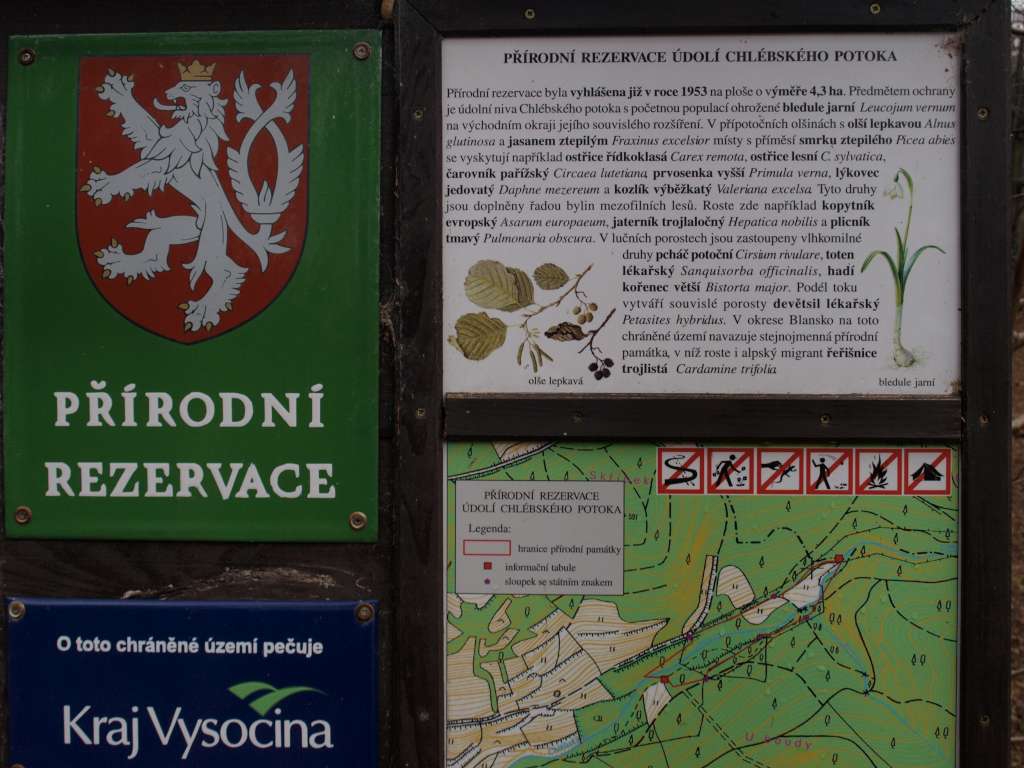 PŘÍRODNÍ
REZERVACE
O toto chráněné území pečuje
Kraj Vysočina
PŘÍRODNÍ REZERVACE ÚDOLÍ CHLÉBSKÉHO POTOKA
Přírodní rezervace byla vyhlášena již v roce 1953 na ploše o výměře 4,3 ha. Předmětem ochrany
je údolní niva Chlébského potoka s početnou populací ohrožené bledule jarní Leucojum vernum
na východním okraji jejího souvislého rozšíření. V přípotočních olšinách s olší lepkavou Alnus
glutinosa a jasanem ztepilým Fraxinus excelsior místy s příměsí smrku ztepilého Picea abies
se vyskytují například ostřice řídkoklasá Carex remota, ostřice lesní C. sylvatica,
čarovník pařížský Circaea lutetiana, prvosenka vyšší Primula verna, lýkovec
jedovatý Daphne mezereum a kozlík výběžkatý Valeriana excelsa. Tyto druhy
jsou doplněny řadou bylin mezofilních lesů. Roste zde například kopytník
evropský Asarum europaeum, jaterník trojlaločný Hepatica nobilis a plicník
tmavý Pulmonaria obscura. V lučních porostech jsou zastoupeny vlhkomilné
druhy pcháč potoční Cirsium rivulare, toten
lékařský Sanquisorba officinalis, hadí
kořenec větší Bistorta major. Podél toku
vytváří souvislé porosty devětsil lékařský
Petasites hybridus. V okrese Blansko na toto
chráněné území navazuje stejnojmenná přírodní
památka, v níž roste i alpský migrant řeřišnice
trojlistá Cardamine trifolia.
olše lepkavá
bledule jarní
PŘÍRODNÍ REZERVACE
ÚDOLÍ CHLÉBSKÉHO POTOKA
Legenda:
hranice přírodní památky
informační tabule
sloupek se státním znakem
U boudy